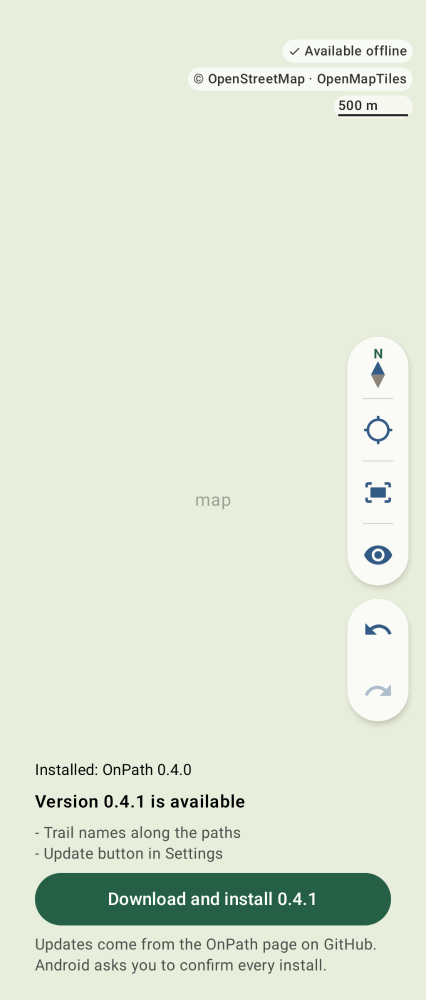 ✓ Available offline
© OpenStreetMap · OpenMapTiles
500 m
N
map
Installed: OnPath 0.4.0
Version 0.4.1 is available
- Trail names along the paths
- Update button in Settings
Download and install 0.4.1
Updates come from the OnPath page on GitHub.
Android asks you to confirm every install.